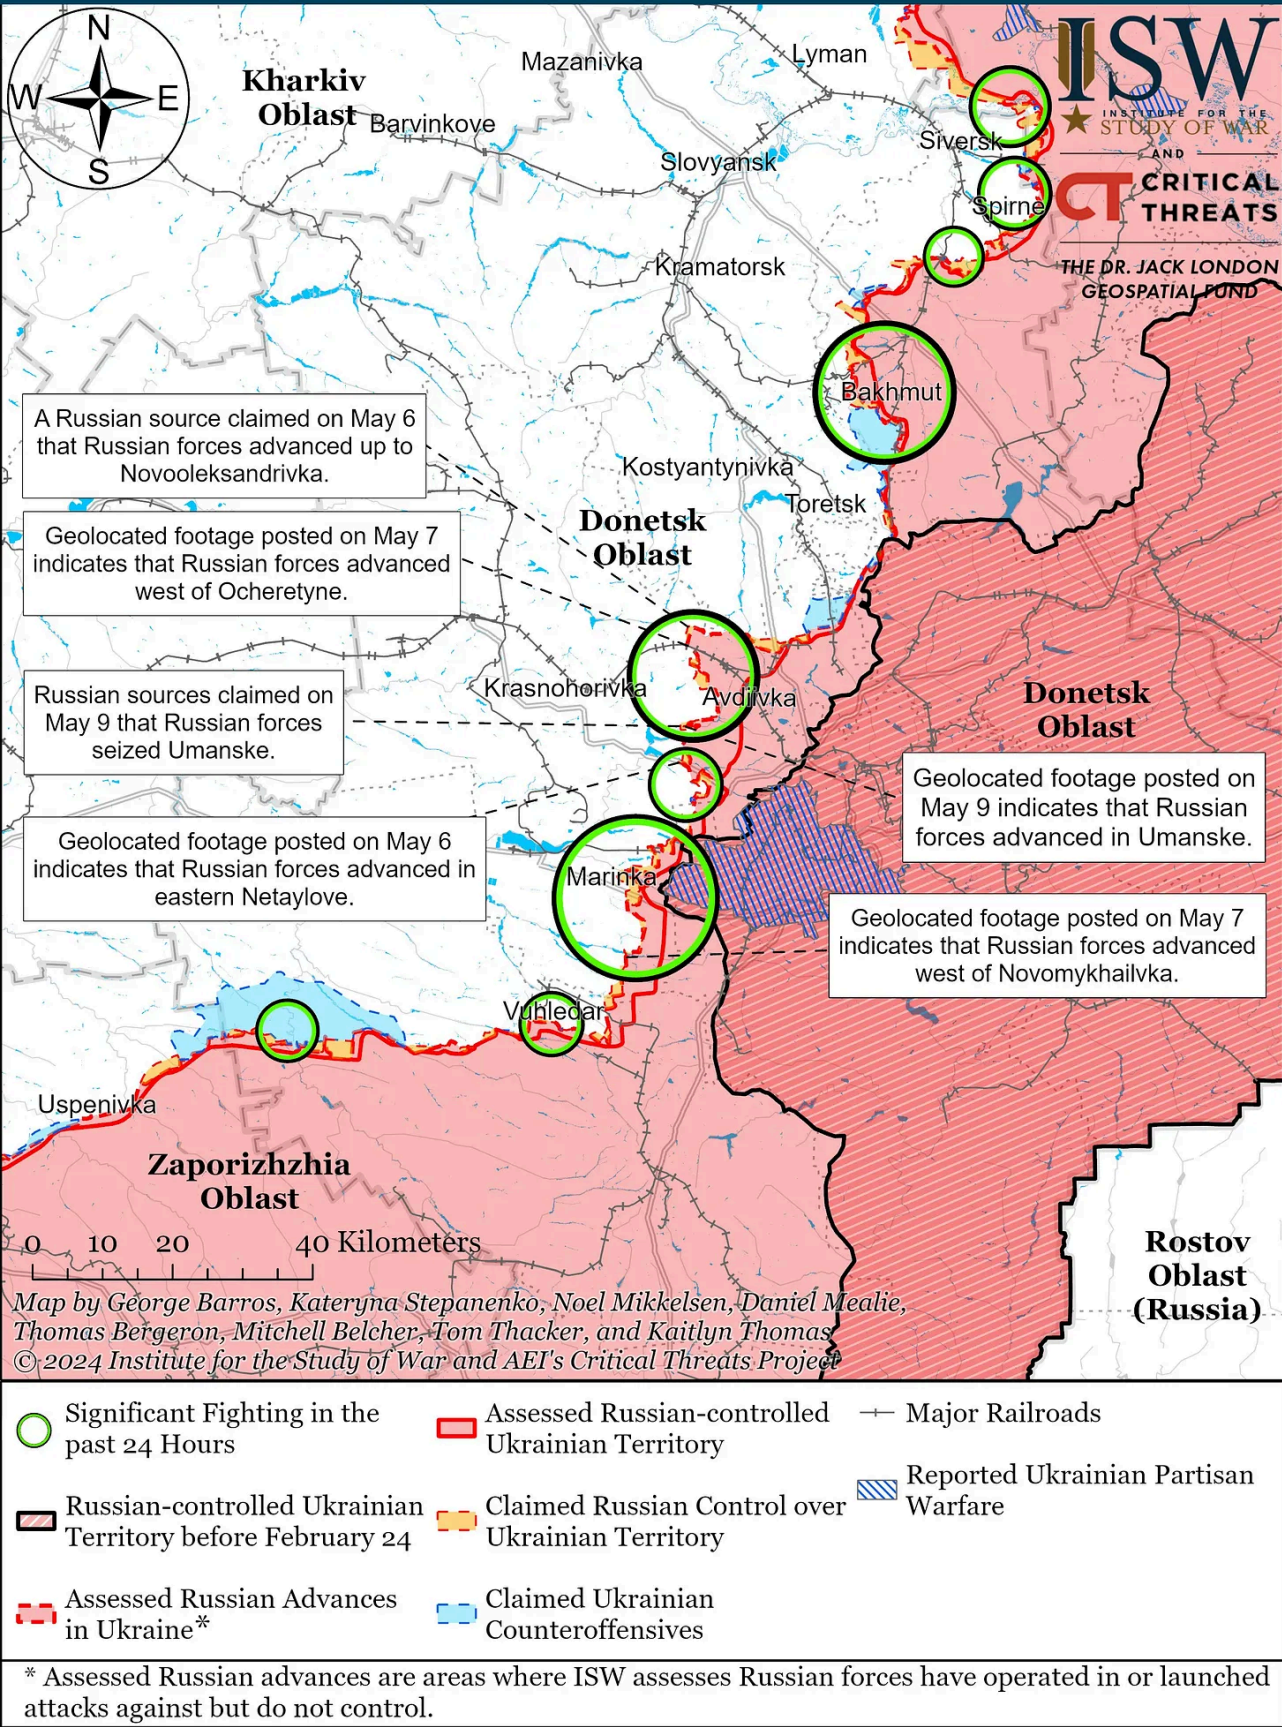 N
W
E
S
Kharkiv
Oblast
Mazanivka
Lyman
Barvinkove
Slovyansk
Siversk
Spirne
Kramatorsk
ISW
INSTITUTE FOR THE
STUDY OF WAR
AND
CT CRITICAL
THREATS
THE DR. JACK LONDON
GEOSPATIAL FUND
Bakhmut
A Russian source claimed on May 6
that Russian forces advanced up to
Novooleksandrivka.
Kostyantynivka
Toretsk
Donetsk
Oblast
Geolocated footage posted on May 7
indicates that Russian forces advanced
west of Ocheretyne.
Krasnohorivka
Avdiivka
Russian sources claimed on
May 9 that Russian forces
seized Umanske.
Donetsk
Oblast
Geolocated footage posted on
May 9 indicates that Russian
forces advanced in Umanske.
Geolocated footage posted on May 6
indicates that Russian forces advanced in
eastern Netaylove.
Marinka
Geolocated footage posted on May 7
indicates that Russian forces advanced
west of Novomykhailvka.
Vuhledar
Uspenivka
Zaporizhzhia
Oblast
Rostov
Oblast
(Russia)
0 10 20 40 Kilometers
Map by George Barros, Kateryna Stepanenko, Noel Mikkelsen, Daniel Mealie,
Thomas Bergeron, Mitchell Belcher, Tom Thacker, and Kaitlyn Thomas
© 2024 Institute for the Study of War and AEI's Critical Threats Project
Significant Fighting in the
past 24 Hours
Russian-controlled Ukrainian
Territory before February 24
Assessed Russian Advances
in Ukraine*
Assessed Russian-controlled
Ukrainian Territory
Claimed Russian Control over
Ukrainian Territory
Claimed Ukrainian
Counteroffensives
Major Railroads
Reported Ukrainian Partisan
Warfare
* Assessed Russian advances are areas where ISW assesses Russian forces have operated in or launched
attacks against but do not control.